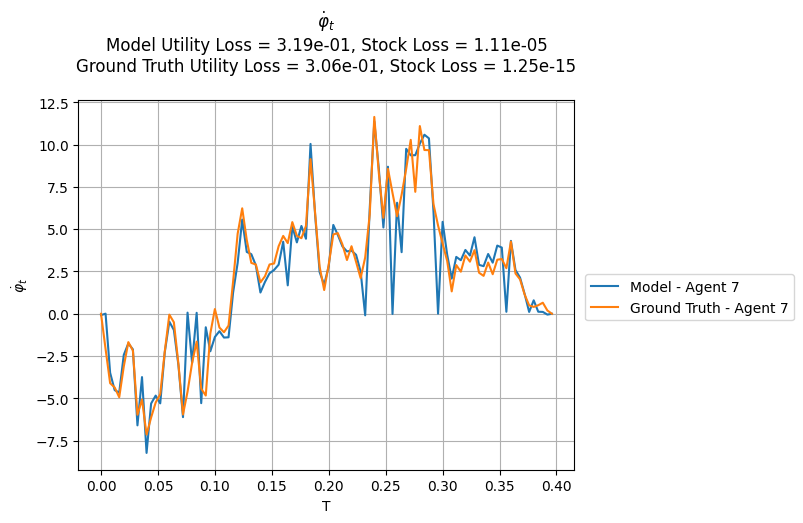 φ̇ₜ
Model Utility Loss = 3.19e-01, Stock Loss = 1.11e-05
Ground Truth Utility Loss = 3.06e-01, Stock Loss = 1.25e-15
12.5
10.0
7.5
5.0
2.5
0.0
−2.5
−5.0
−7.5
φ̇ₜ
0.00 0.05 0.10 0.15 0.20 0.25 0.30 0.35 0.40
T
Model - Agent 7
Ground Truth - Agent 7